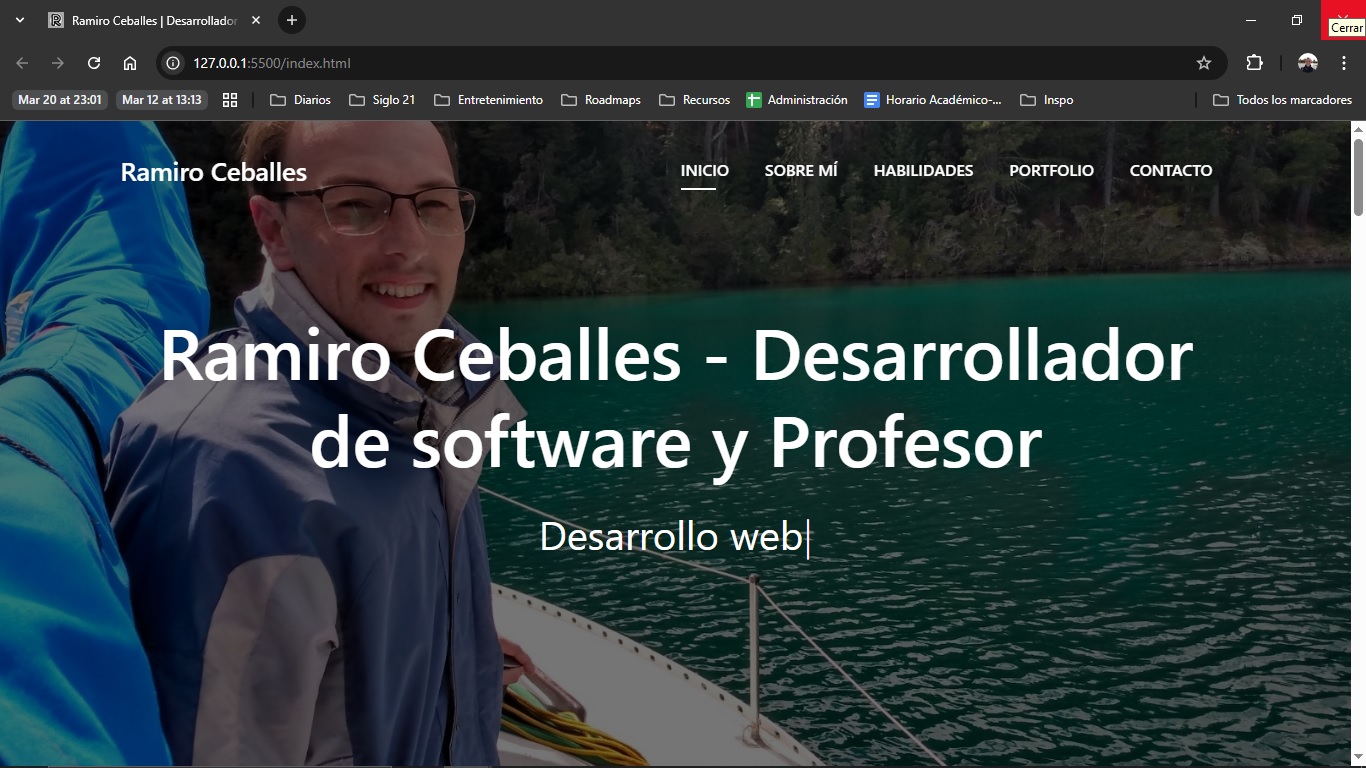 Ramiro Ceballes | Desarrollador
Cerrar
127.0.0.1:5500/index.html
Mar 20 at 23:01 Mar 12 at 13:13 Diarios Siglo 21 Entretenimiento Roadmaps Recursos Administración Horario Académico-... Inspo Todos los marcadores
Ramiro Ceballes INICIO SOBRE MÍ HABILIDADES PORTFOLIO CONTACTO
Ramiro Ceballes - Desarrollador
de software y Profesor
Desarrollo web|